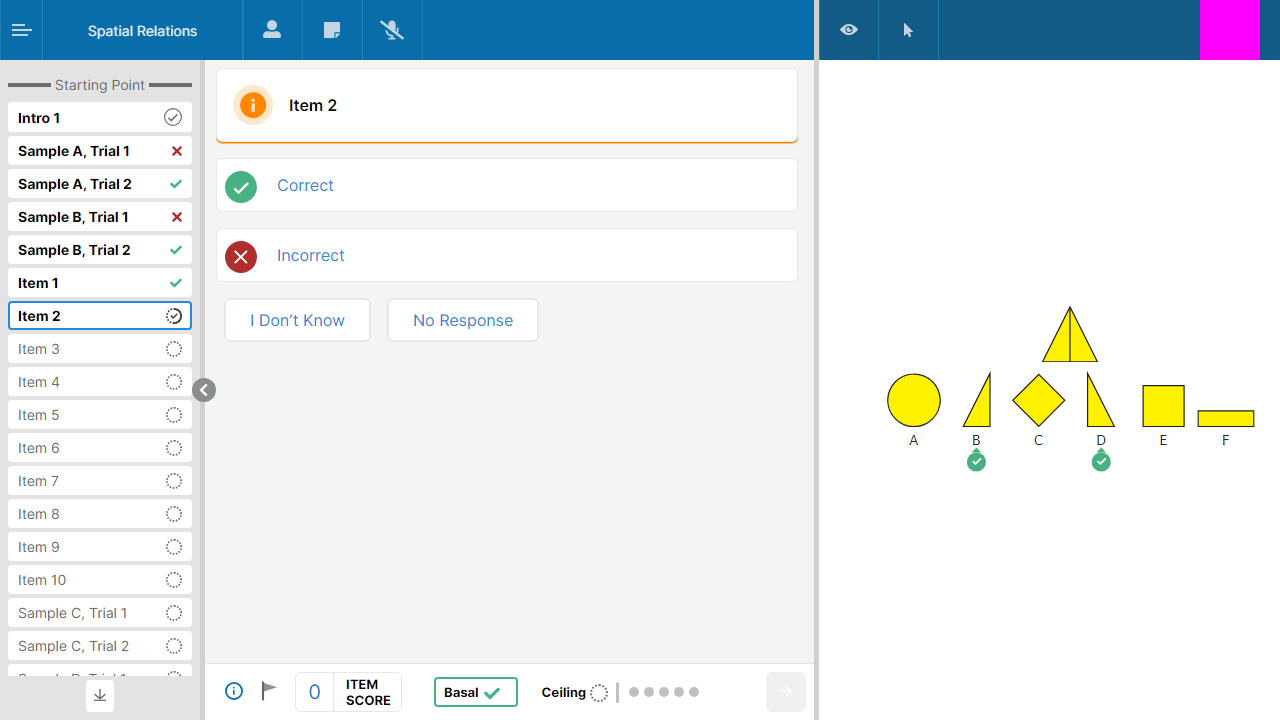 Spatial Relations
Starting Point
Intro 1
Sample A, Trial 1
Sample A, Trial 2
Sample B, Trial 1
Sample B, Trial 2
Item 1
Item 2
Item 3
Item 4
Item 5
Item 6
Item 7
Item 8
Item 9
Item 10
Sample C, Trial 1
Sample C, Trial 2
Item 2
Correct
Incorrect
I Don’t Know
No Response
0
ITEM
SCORE
Basal
Ceiling
A B C D E F